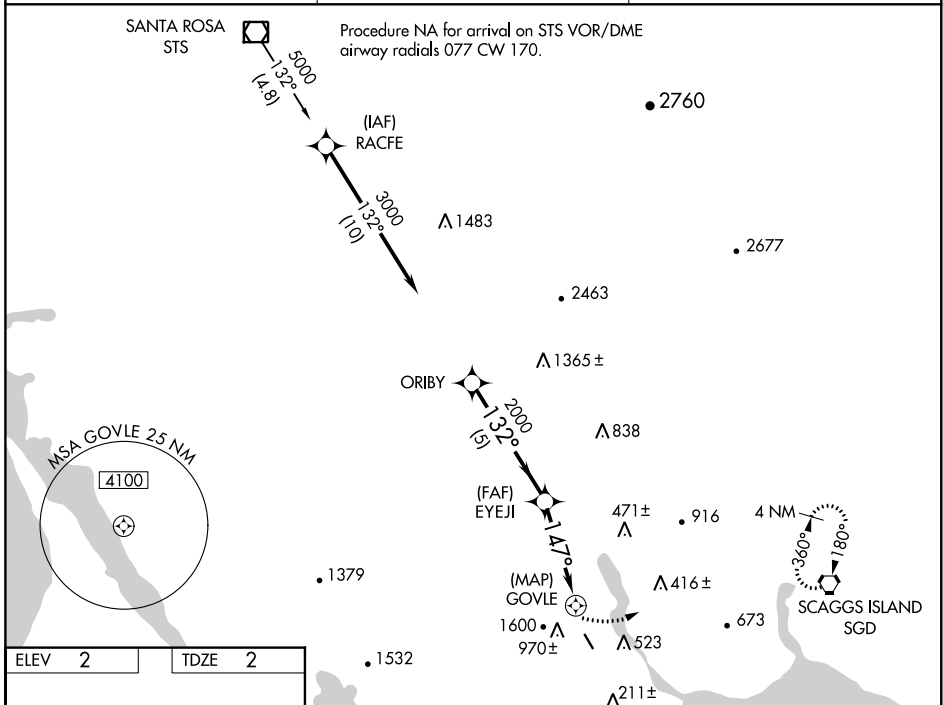 SANTA ROSA
STS
Procedure NA for arrival on STS VOR/DME
airway radials 077 CW 170.
5000
132°
(4.8)
2760
(IAF)
RACFE
3000
132°
(10)
1483
2677
2463
1365 ±
ORIBY
2000
132°
(5)
838
MSA GOVLE 25 NM
4100
(FAF)
EYEJI
471±
916
4 NM
360°
180°
147°
1379
(MAP)
GOVLE
416±
SCAGGS ISLAND
SGD
1600
970±
523
673
ELEV 2
TDZE 2
1532
211±